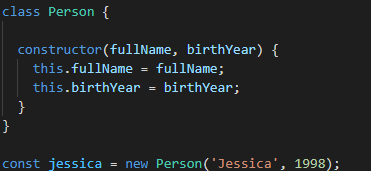 class Person {
constructor(fullName, birthYear) {
this.fullName = fullName;
this.birthYear = birthYear;
}
}
const jessica = new Person('Jessica', 1998);